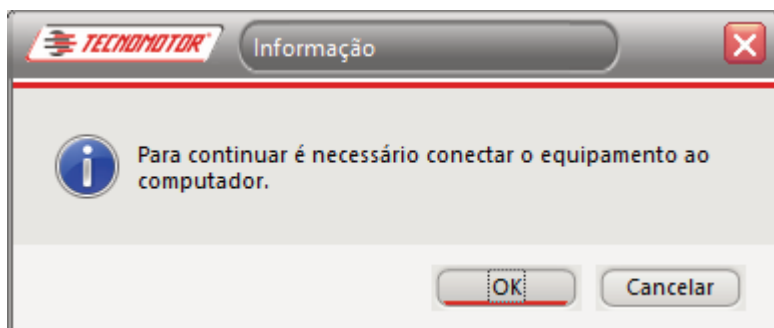 TECNOMOTOR®
Informação
Para continuar é necessário conectar o equipamento ao
computador.
OK
Cancelar